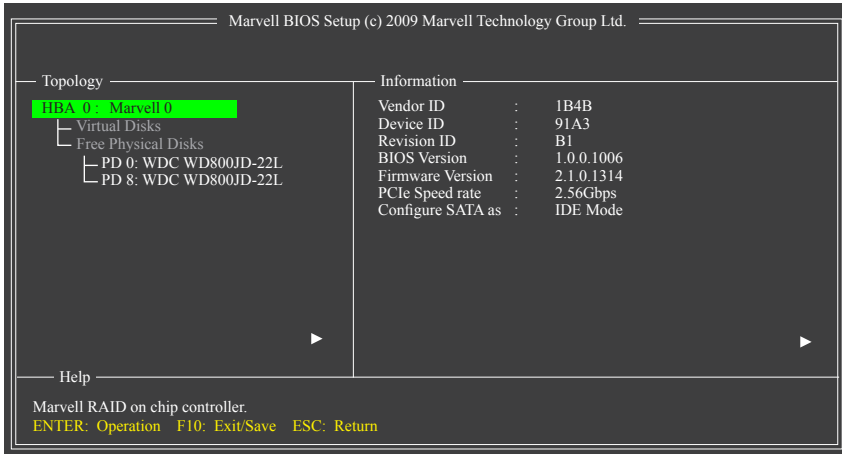 Marvell BIOS Setup (c) 2009 Marvell Technology Group Ltd.
Topology
HBA 0 : Marvell 0
Virtual Disks
Free Physical Disks
PD 0: WDC WD800JD-22L
PD 8: WDC WD800JD-22L
Information
Vendor ID : 1B4B
Device ID : 91A3
Revision ID : B1
BIOS Version : 1.0.0.1006
Firmware Version : 2.1.0.1314
PCIe Speed rate : 2.56Gbps
Configure SATA as : IDE Mode
Help
Marvell RAID on chip controller.
ENTER: Operation F10: Exit/Save ESC: Return